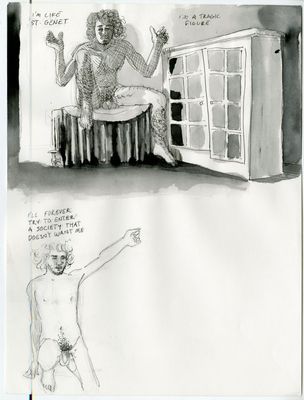 I'M LIKE
ST. GENET
I'M A TRAGIC
FIGURE
I'LL FOREVER
TRY TO ENTER
A SOCIETY THAT
DOESN'T WANT ME